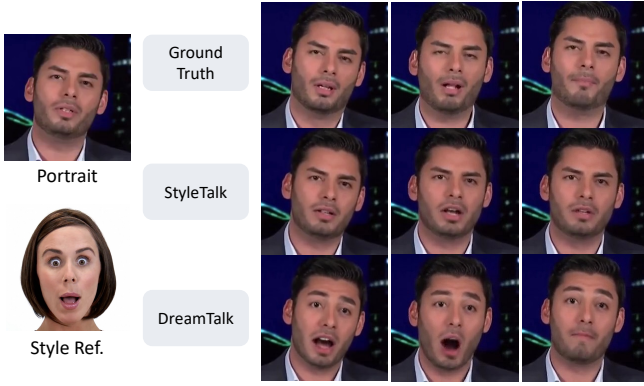 Ground
Truth
Portrait
StyleTalk
Style Ref.
DreamTalk